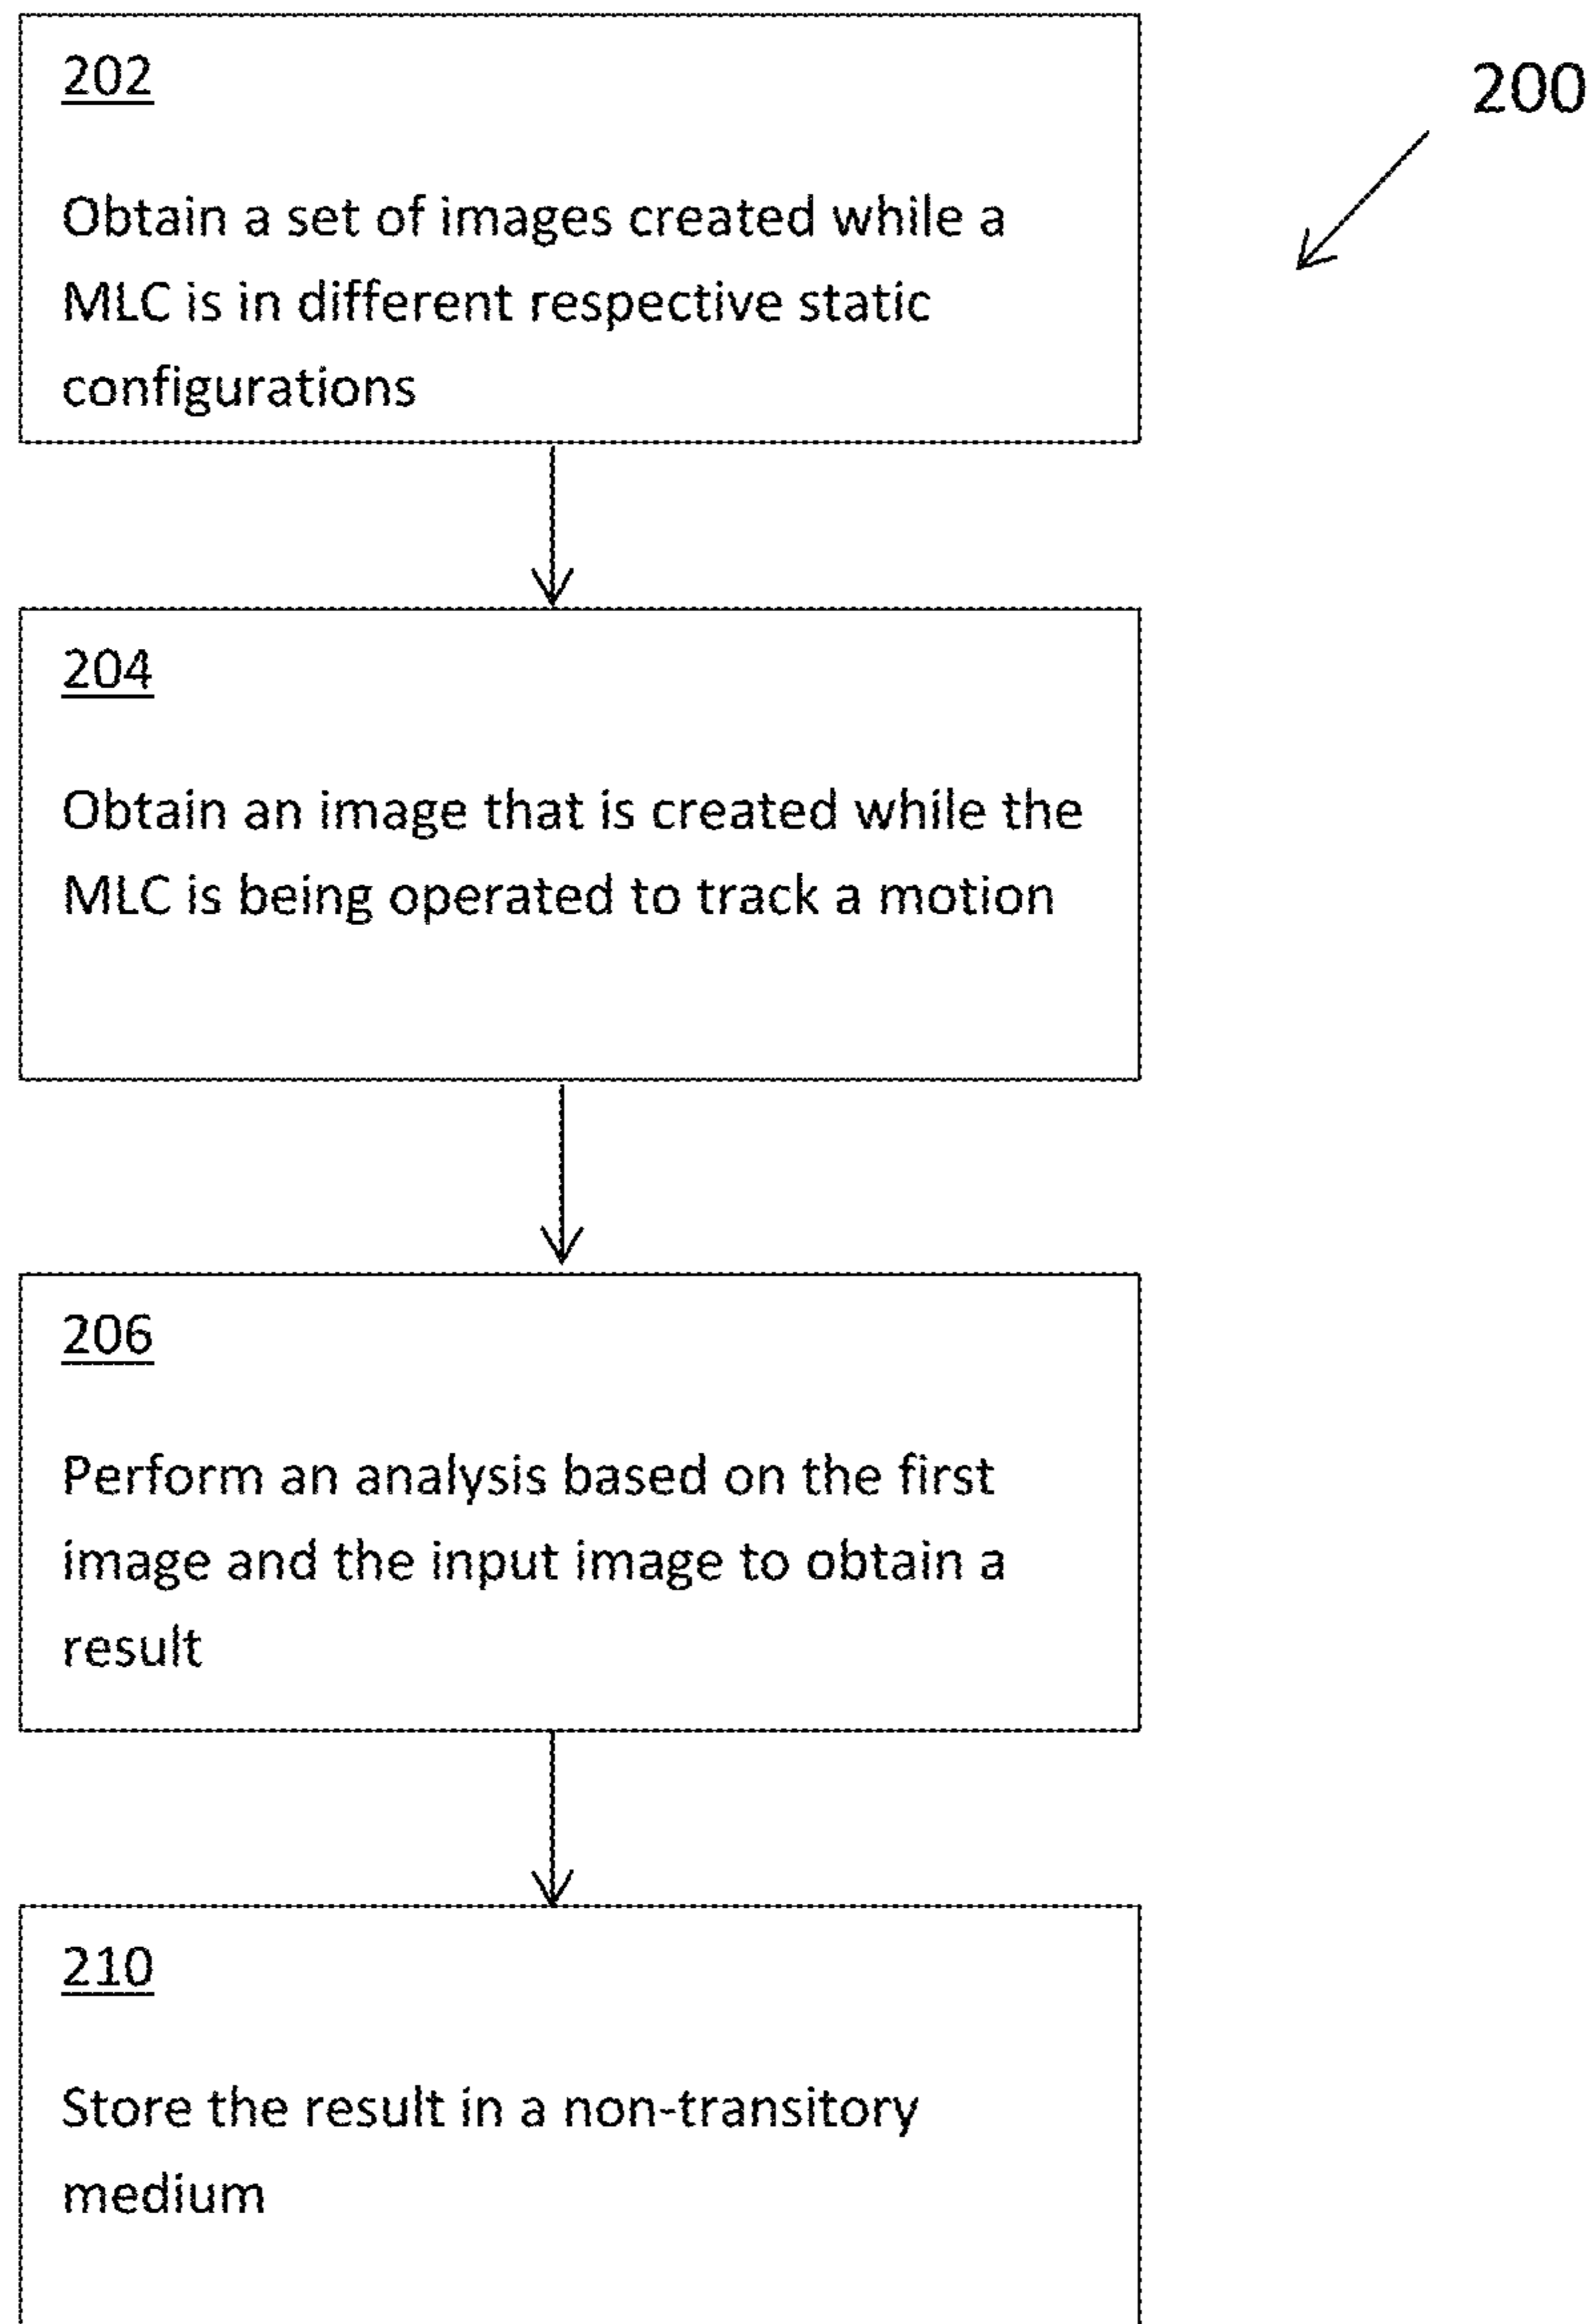 202
200
Obtain a set of images created while a
MLC is in different respective static
configurations
204
Obtain an image that is created while the
MLC is being operated to track a motion
206
Perform an analysis based on the first
image and the input image to obtain a
result
210
Store the result in a non-transitory
medium